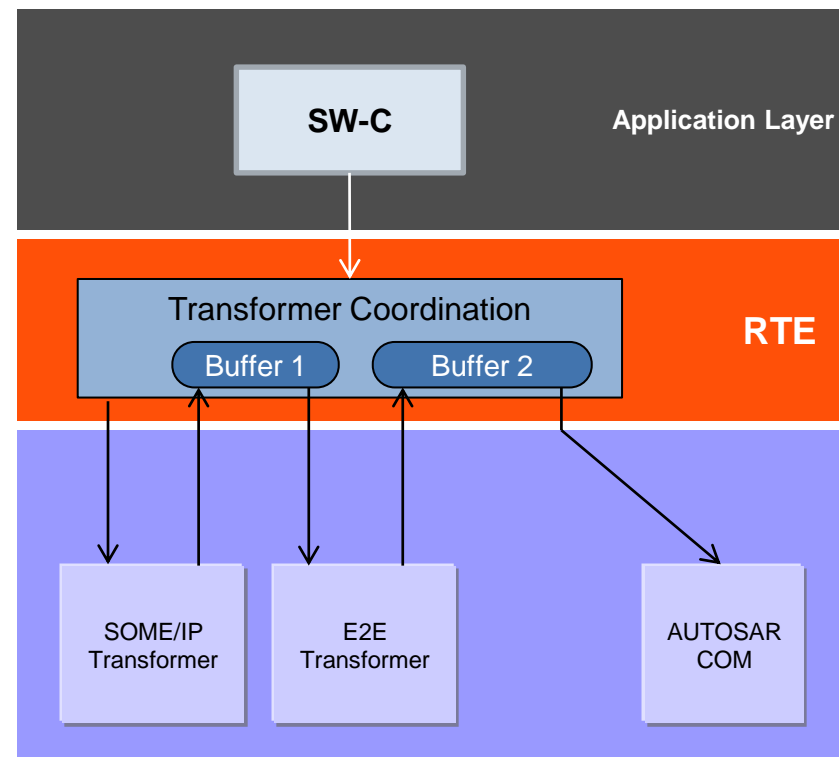 SW-C
Application Layer
Transformer Coordination
RTE
Buffer 1
Buffer 2
SOME/IP
Transformer
E2E
Transformer
AUTOSAR
COM